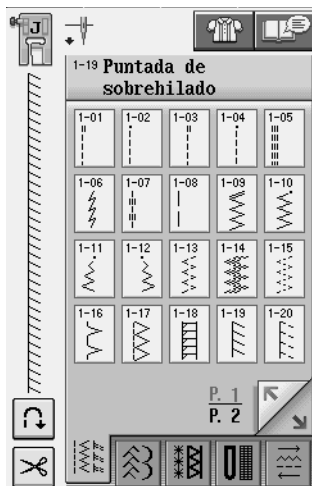 J
1-19 Puntada de
sobrehilado
1-01 1-02 1-03 1-04 1-05
1-06 1-07 1-08 1-09 1-10
1-11 1-12 1-13 1-14 1-15
1-16 1-17 1-18 1-19 1-20
P. 1
P. 2